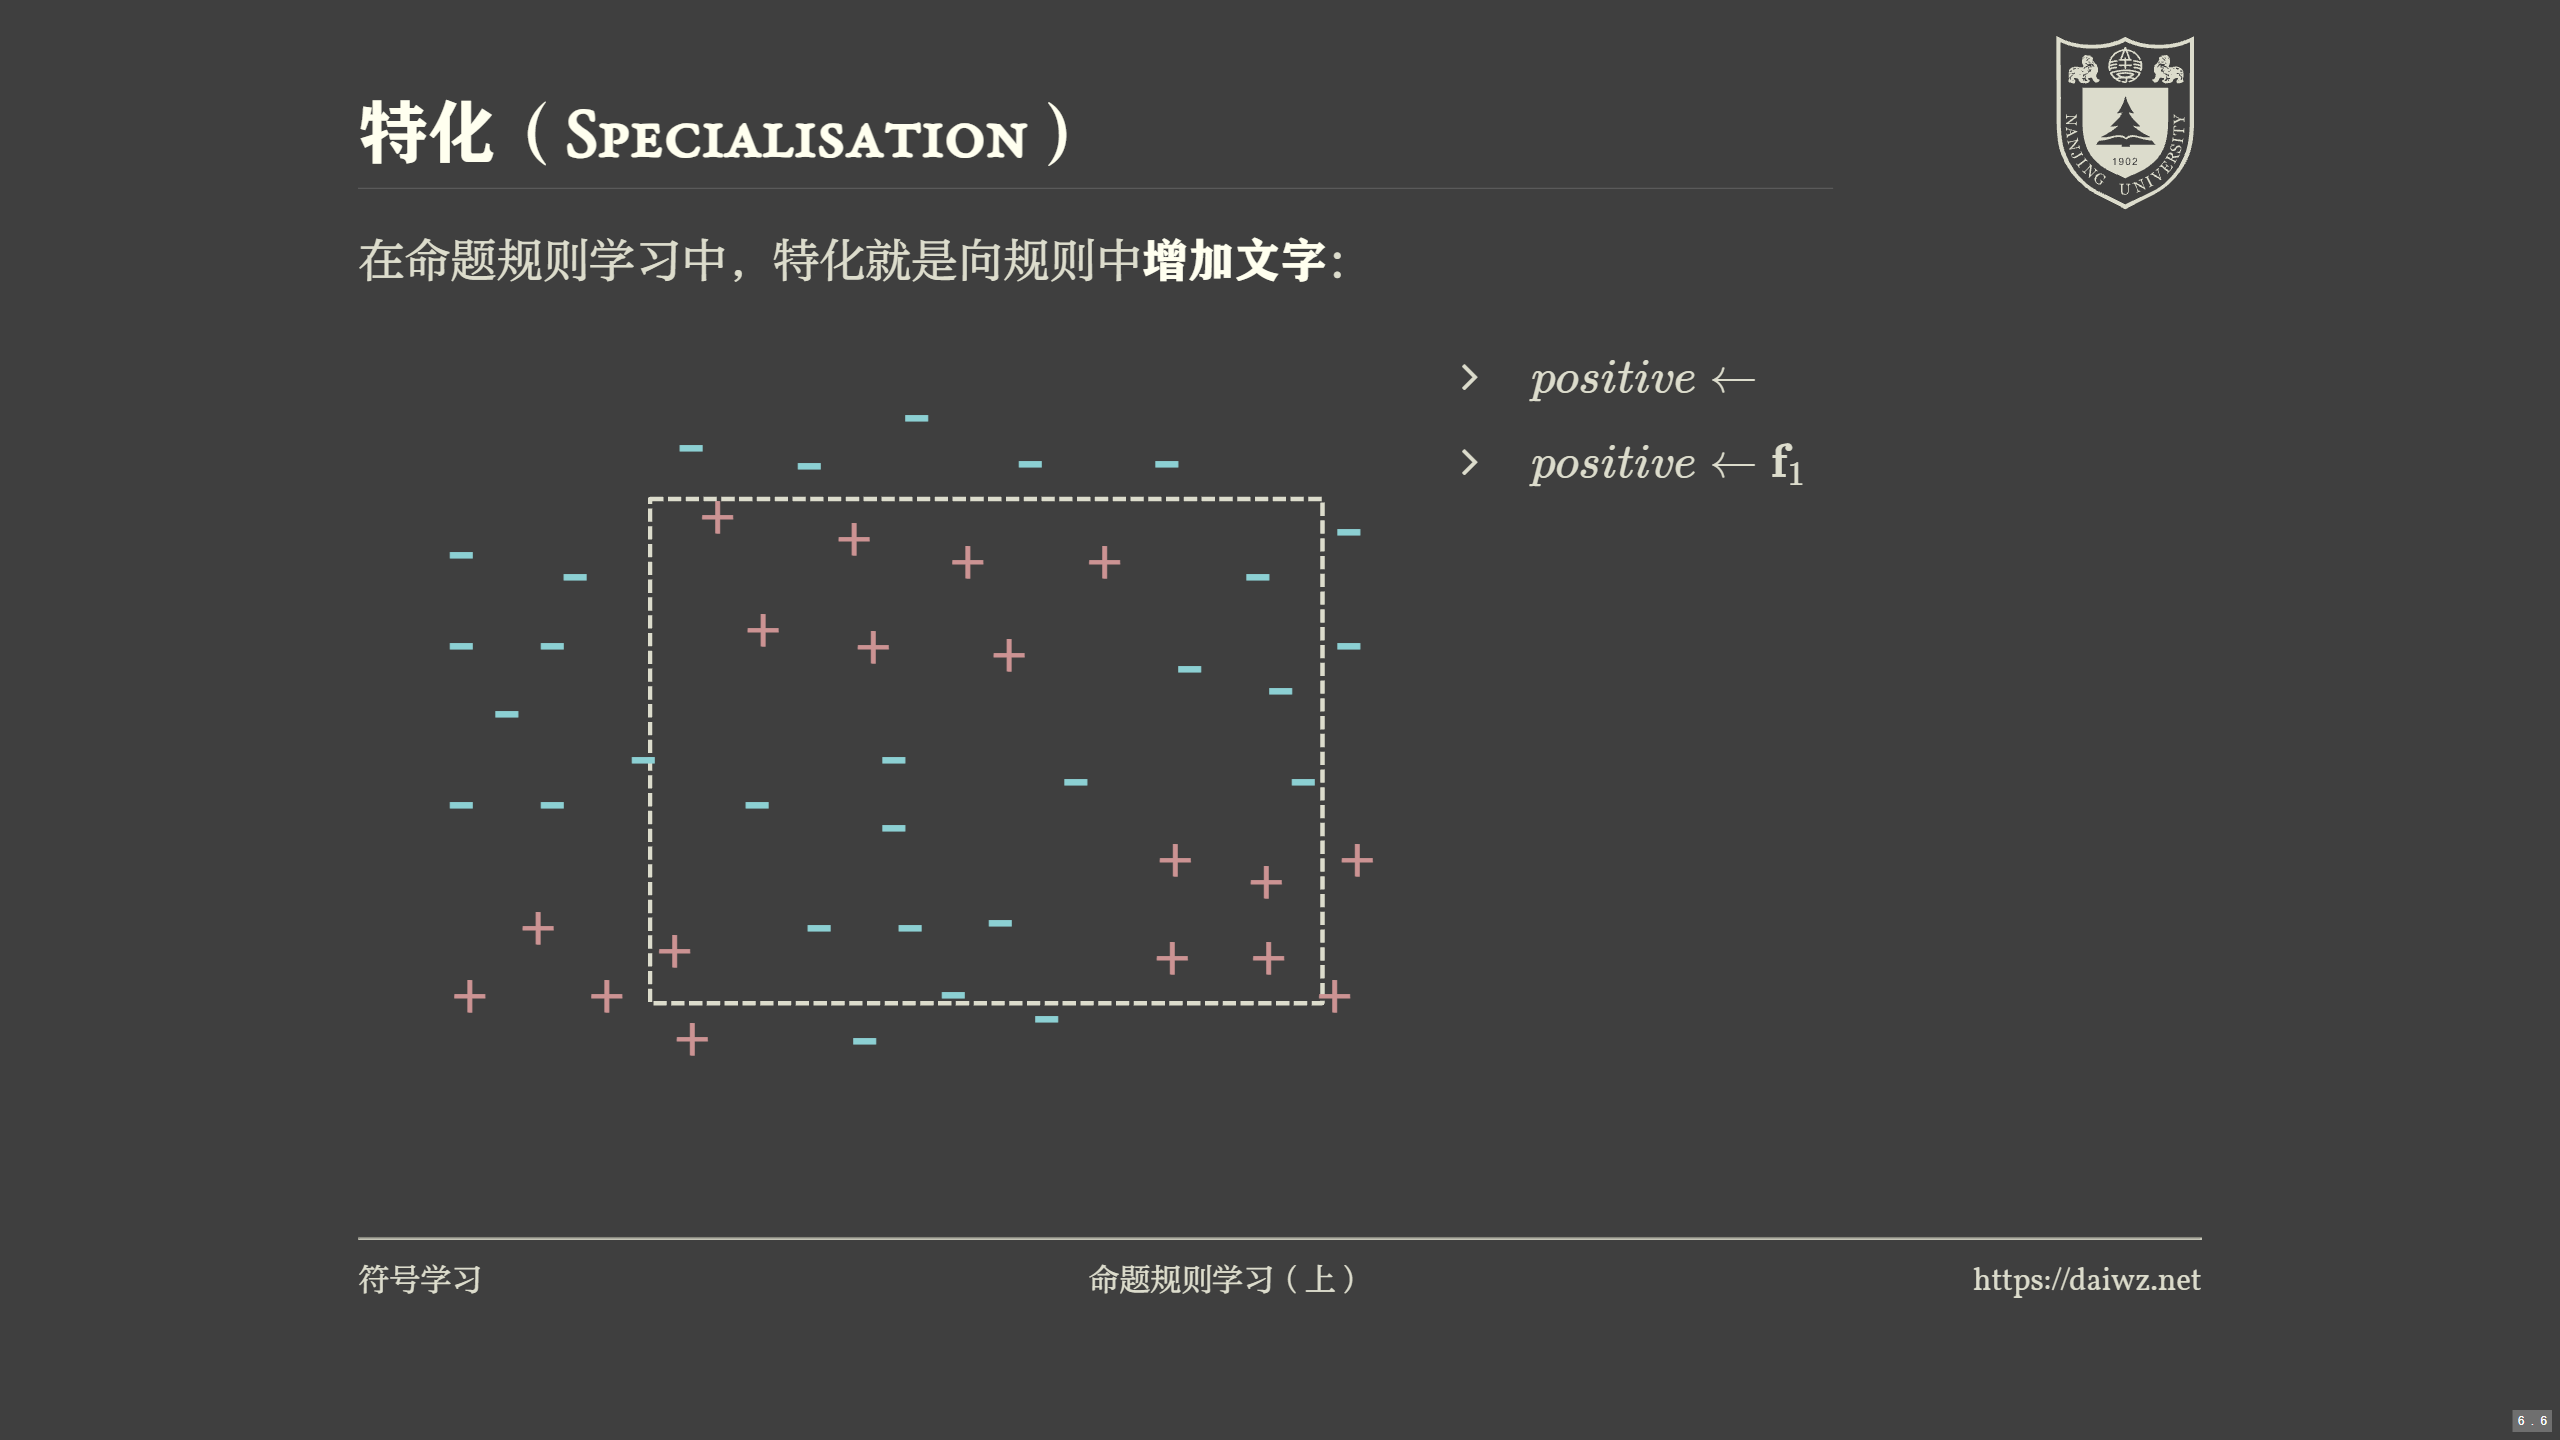 特化（Specialisation）
NANJING UNIVERSITY
1902
在命题规则学习中，特化就是向规则中增加文字：
positive ←
positive ← f₁
符号学习
命题规则学习（上）
https://daiwz.net
6.6